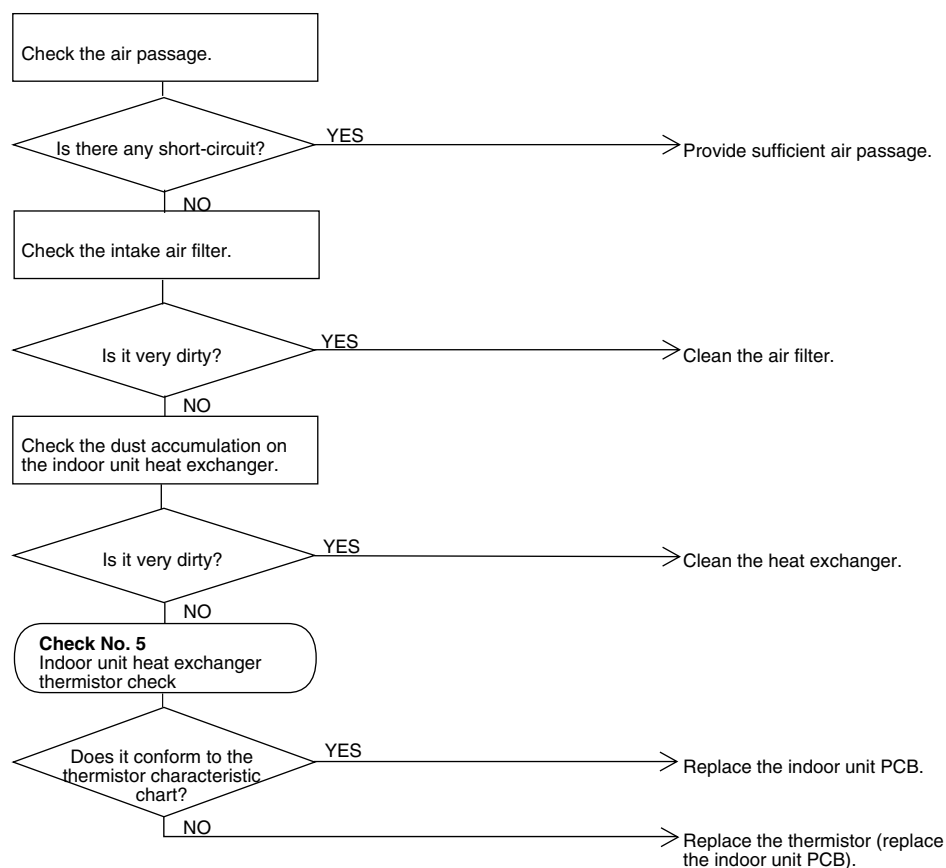 Check the air passage.
Is there any short-circuit?
YES
Provide sufficient air passage.
NO
Check the intake air filter.
Is it very dirty?
YES
Clean the air filter.
NO
Check the dust accumulation on
the indoor unit heat exchanger.
Is it very dirty?
YES
Clean the heat exchanger.
NO
Check No. 5
Indoor unit heat exchanger
thermistor check
Does it conform to the
thermistor characteristic
chart?
YES
Replace the indoor unit PCB.
NO
Replace the thermistor (replace
the indoor unit PCB).